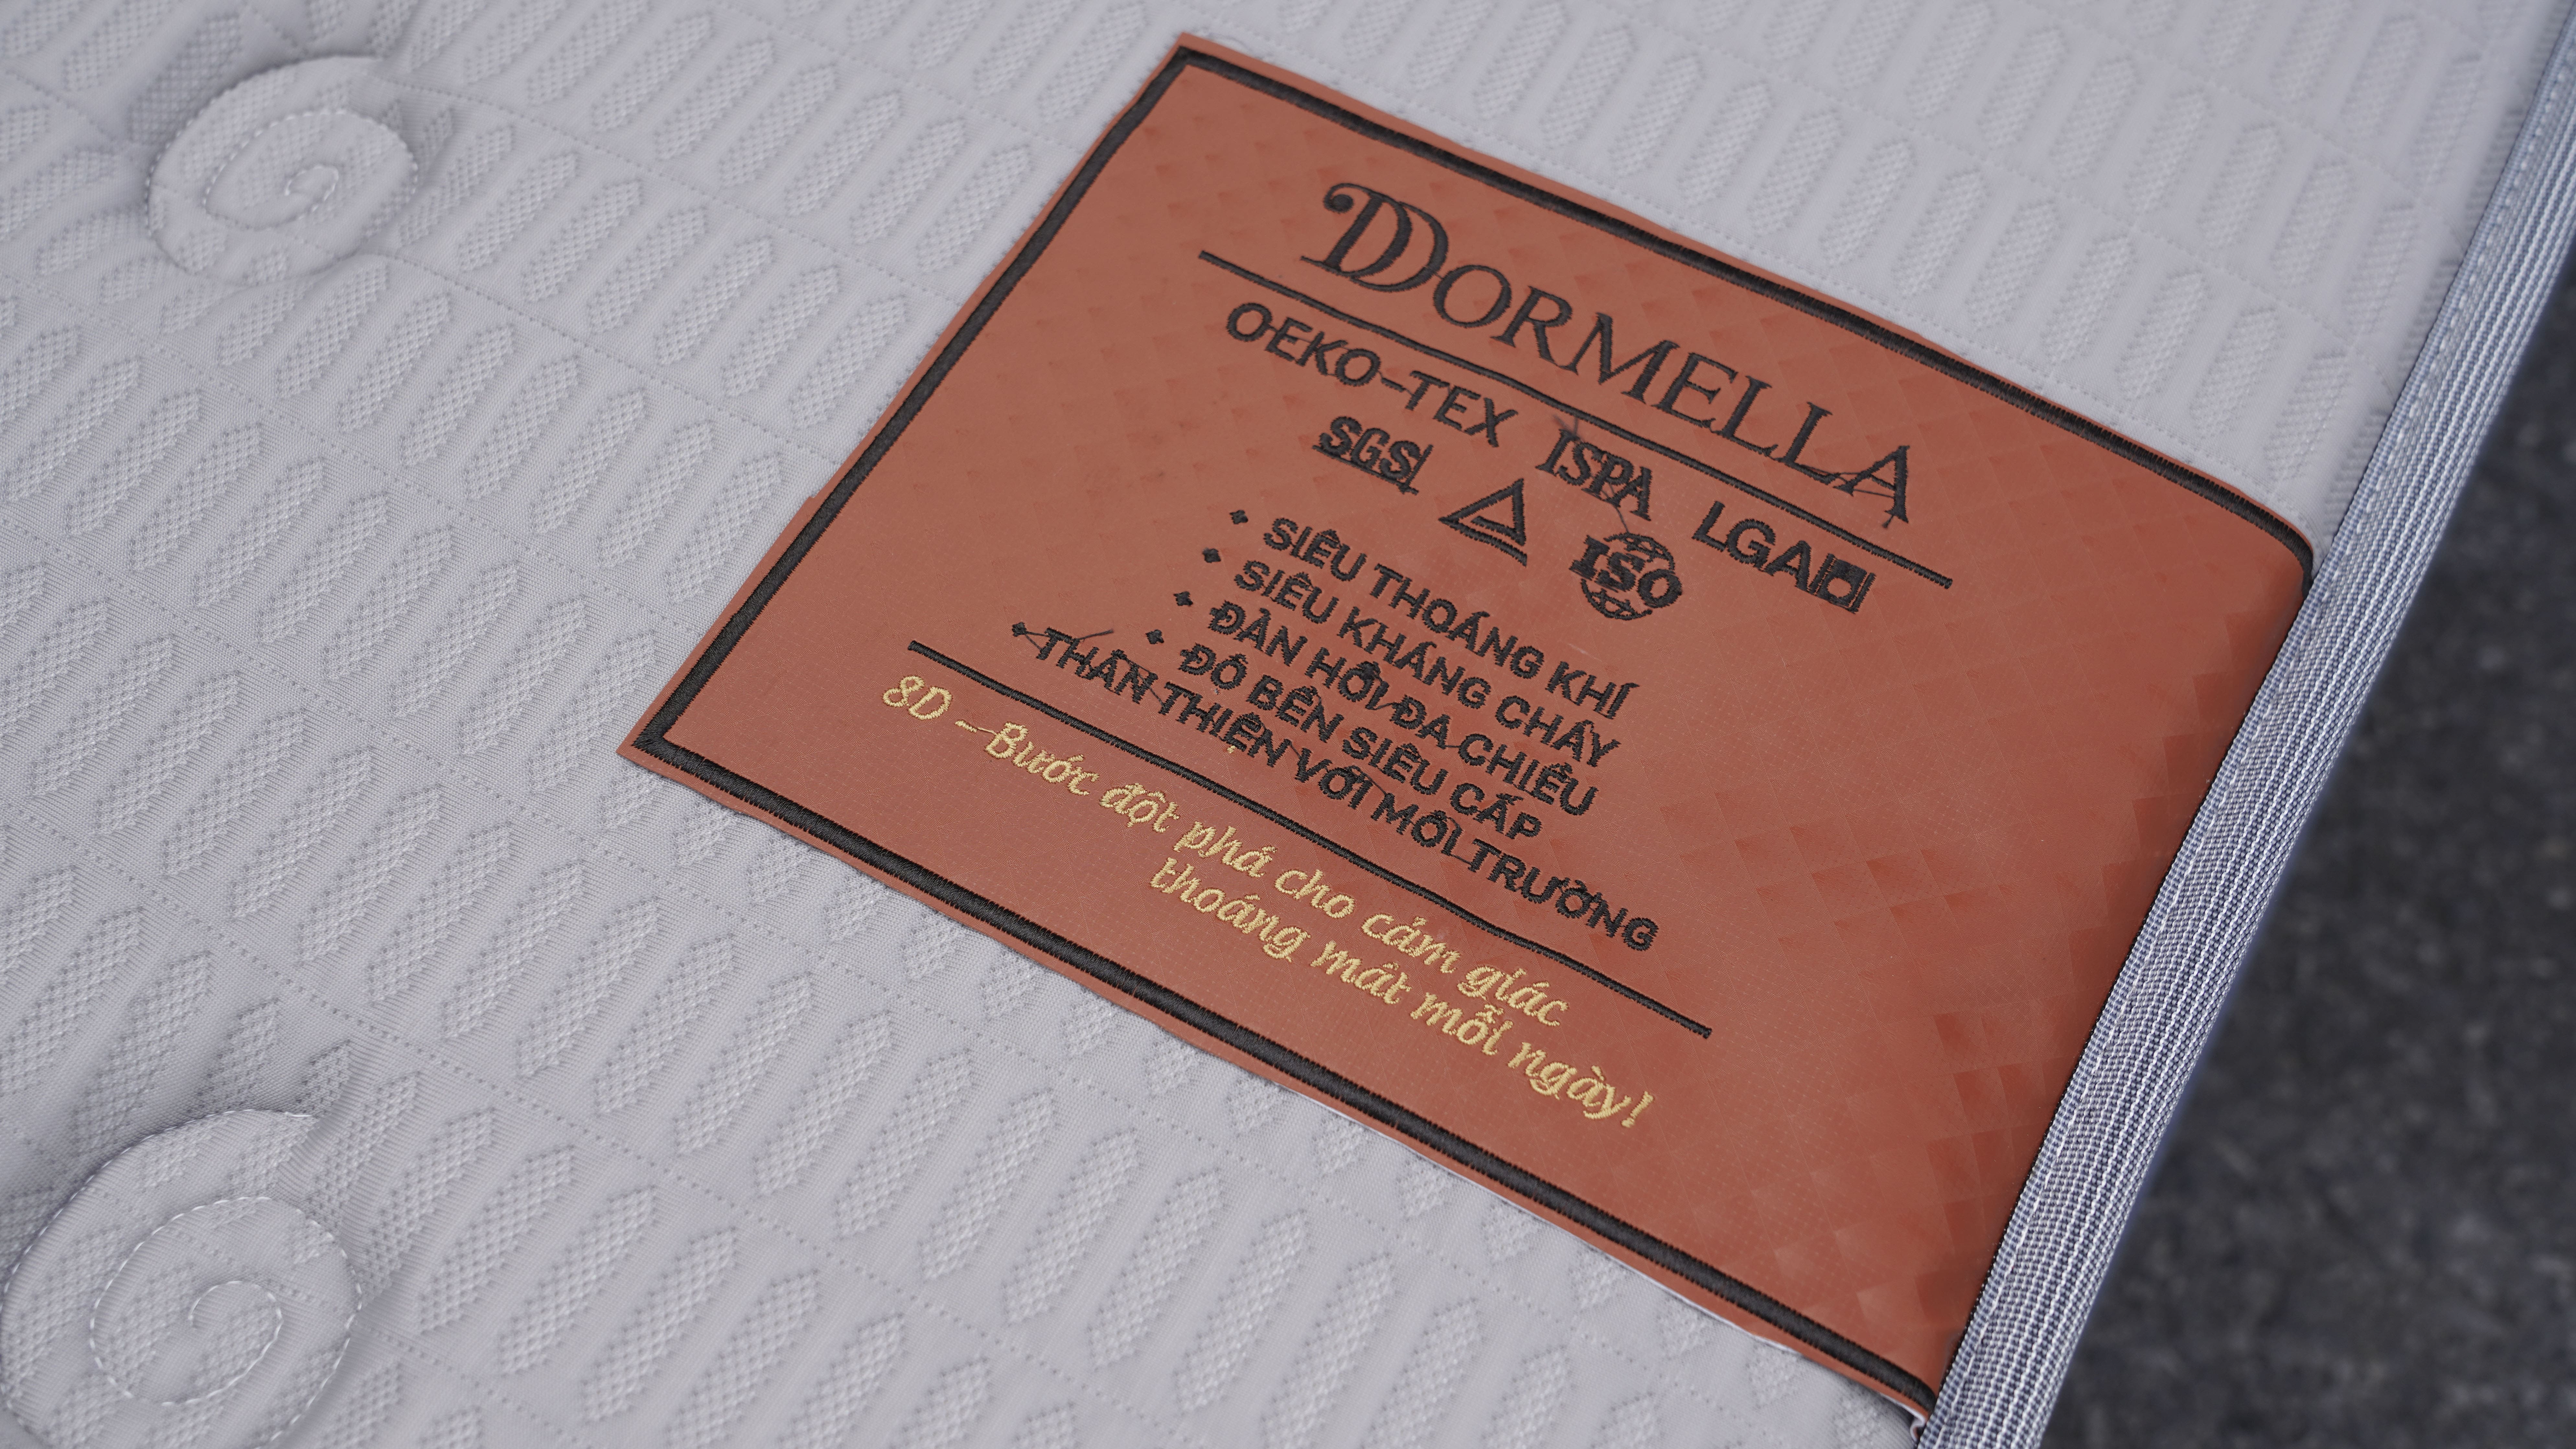 DDORMELLA
OEKO-TEX ISPA LGA
SGS ISO
SIÊU THOÁNG KHÍ
SIÊU KHÁNG CHÁY
ĐÀN HỒI ĐA CHIỀU
ĐỘ BỀN SIÊU CẤP
THÂN THIỆN VỚI MÔI TRƯỜNG
8D – Bước đột phá cho cảm giác
thoáng mát mỗi ngày!